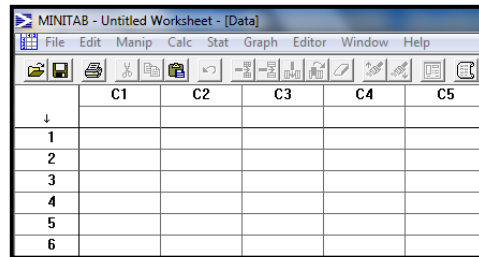 MINITAB - Untitled Worksheet - [Data]
File Edit Manip Calc Stat Graph Editor Window Help
C1 C2 C3 C4 C5
↓
1
2
3
4
5
6